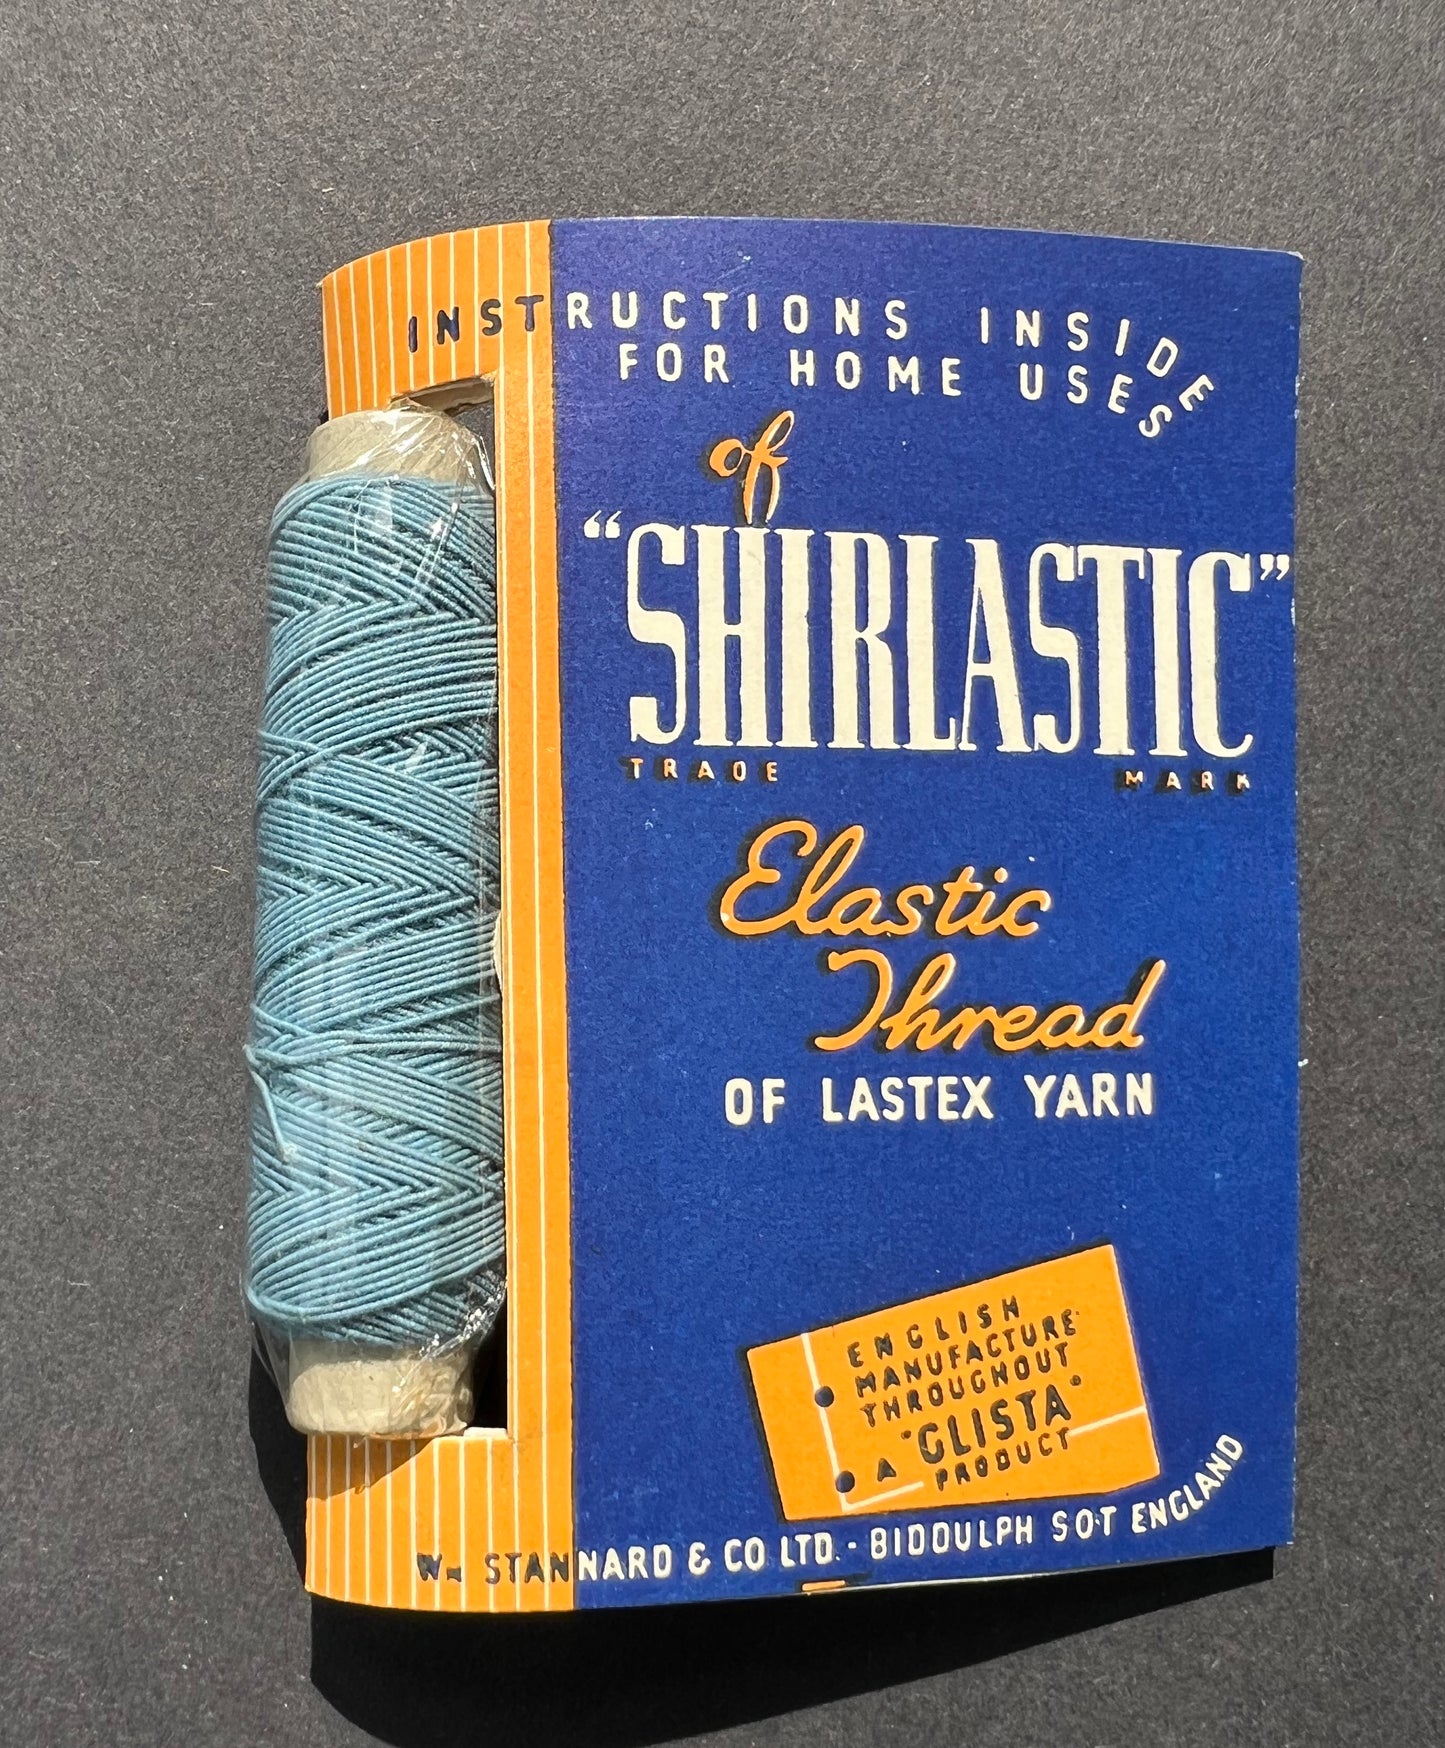 INSTRUCTIONS INSIDE
FOR HOME USES
of
“SHIRLASTIC”
TRADE MARK
Elastic
Thread
OF LASTEX YARN
ENGLISH
MANUFACTURE
THROUGHOUT
"GLISTA"
A PRODUCT
Wm STANNARD & CO LTD. - BIDDULPH SOT ENGLAND